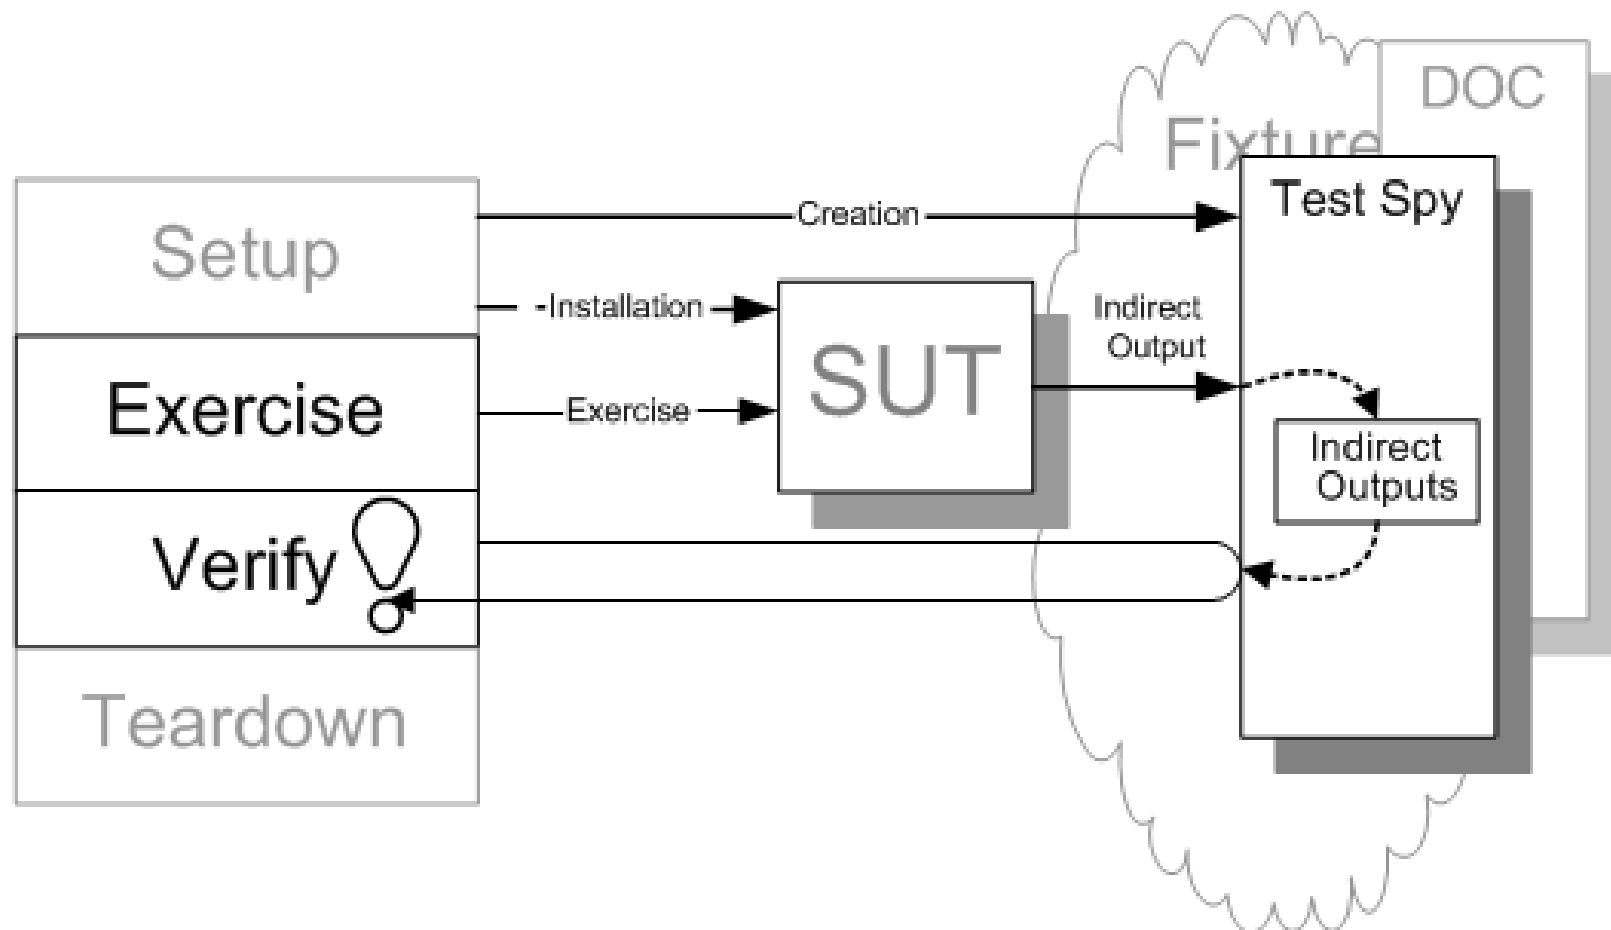 DOC
Fixture
Test Spy
Setup
Creation
-Installation
Indirect
Output
SUT
Exercise
Exercise
Indirect
Outputs
Verify
Teardown